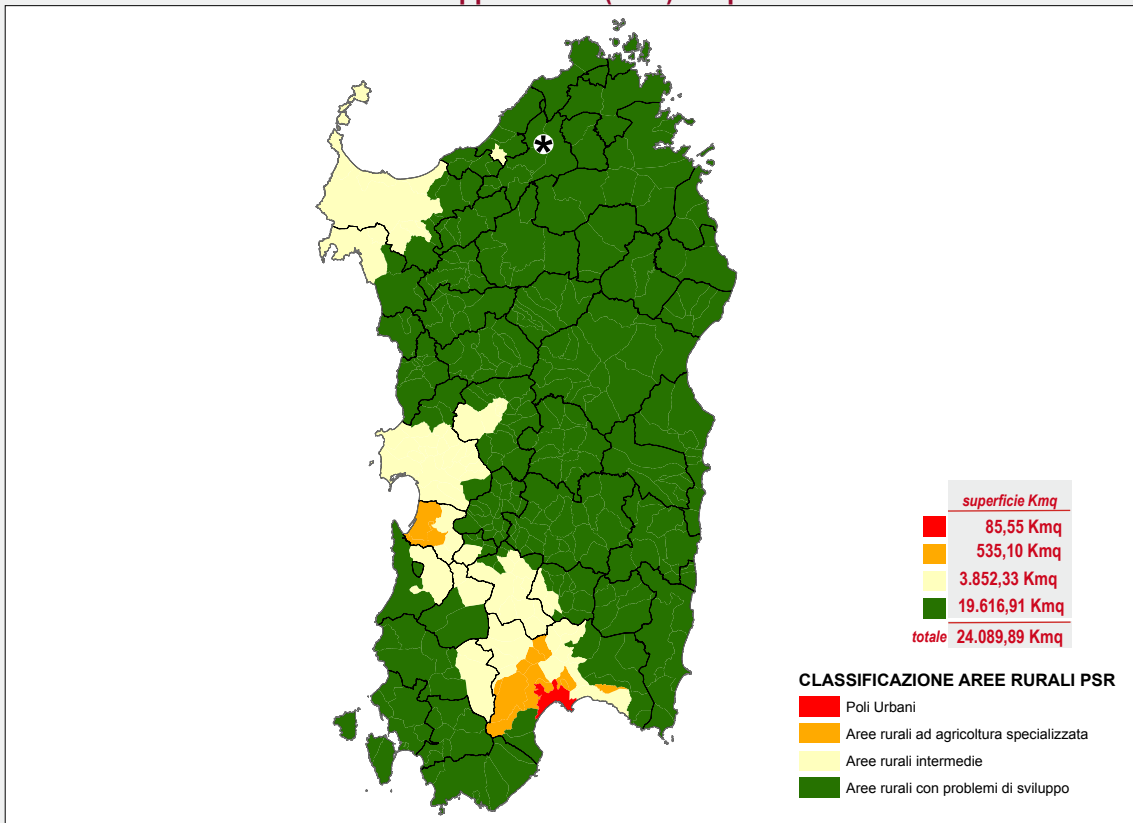 superficie Kmq
85,55 Kmq
535,10 Kmq
3.852,33 Kmq
19.616,91 Kmq
totale 24.089,89 Kmq
CLASSIFICAZIONE AREE RURALI PSR
Poli Urbani
Aree rurali ad agricoltura specializzata
Aree rurali intermedie
Aree rurali con problemi di sviluppo